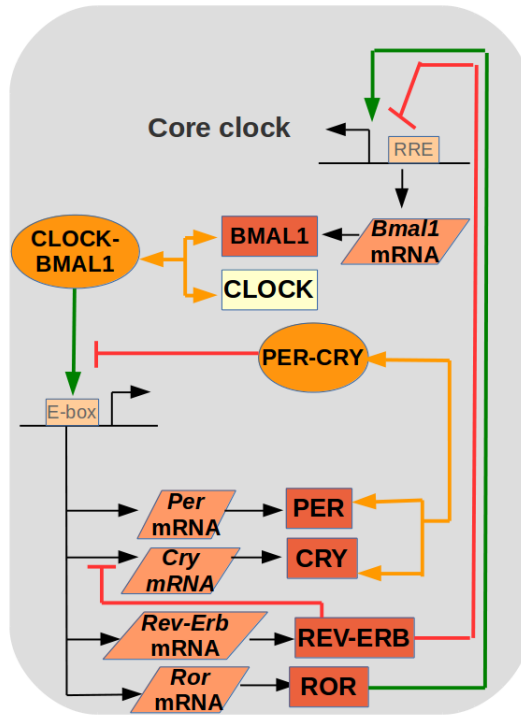 Core clock
RRE
Bmal1
mRNA
BMAL1
CLOCK-
BMAL1
CLOCK
PER-CRY
E-box
Per
mRNA
PER
Cry
mRNA
CRY
Rev-Erb
mRNA
REV-ERB
Ror
mRNA
ROR